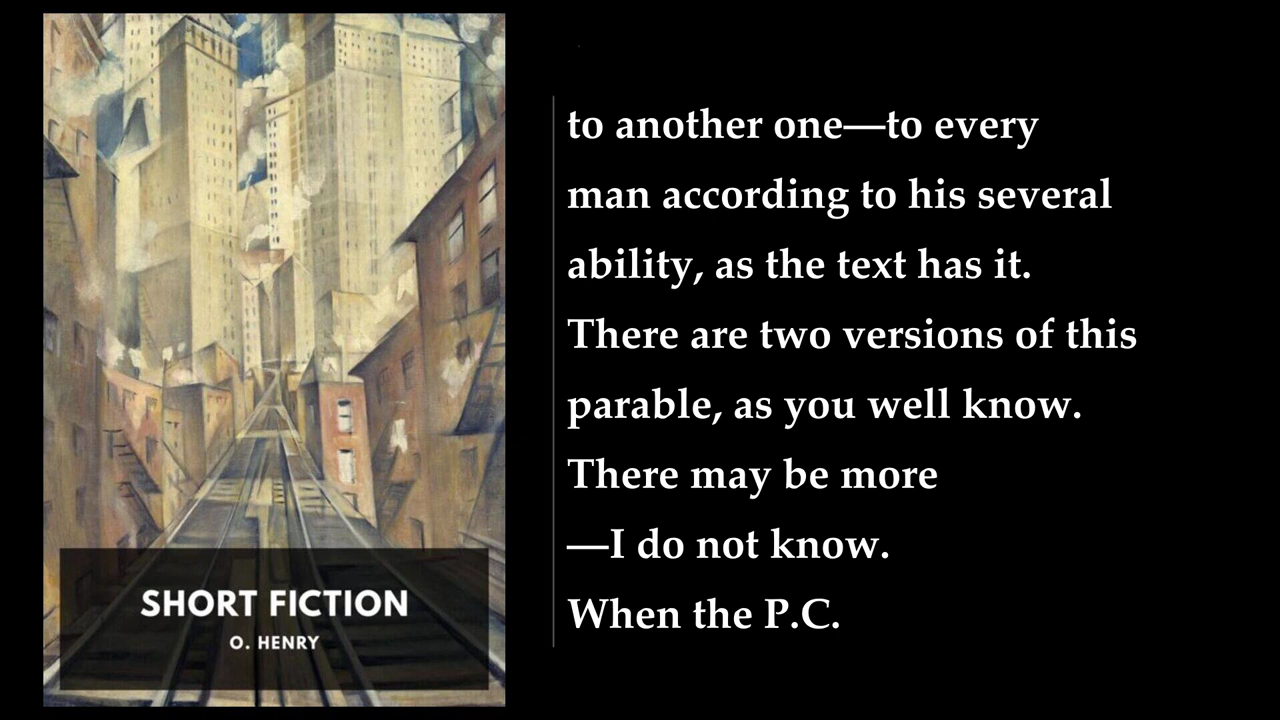 SHORT FICTION
O. HENRY
to another one—to every
man according to his several
ability, as the text has it.
There are two versions of this
parable, as you well know.
There may be more
—I do not know.
When the P.C.